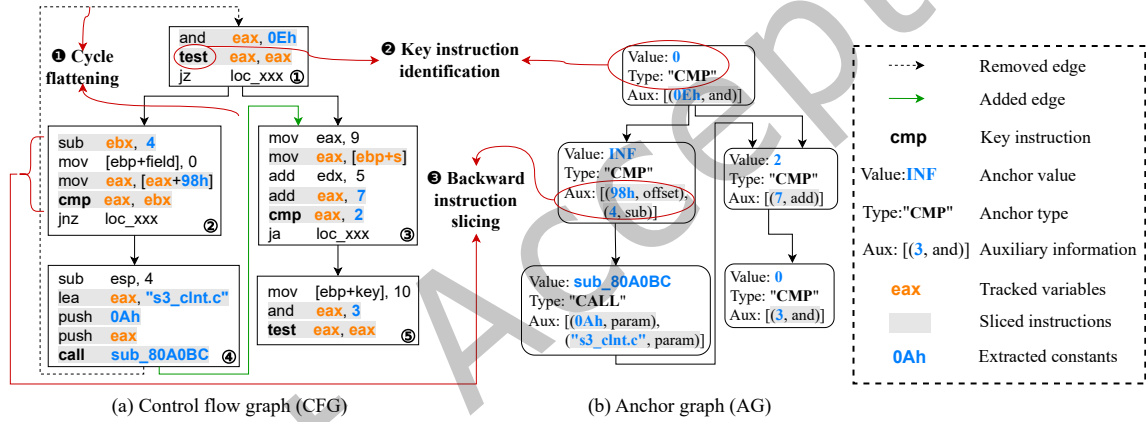 and eax, 0Eh
test eax, eax
jz loc_xxx ①
❶ Cycle
flattening
❷ Key instruction
identification
sub ebx, 4
mov [ebp+field], 0
mov eax, [eax+98h]
cmp eax, ebx
jnz loc_xxx
②
mov eax, 9
mov eax, [ebp+s]
add edx, 5
add eax, 7
cmp eax, 2
ja loc_xxx
③
❸ Backward
instruction
slicing
sub esp, 4
lea eax, "s3_clnt.c"
push 0Ah
push eax
call sub_80A0BC ④
mov [ebp+key], 10
and eax, 3
test eax, eax ⑤
(a) Control flow graph (CFG)
Value: 0
Type: "CMP"
Aux: [(0Eh, and)]
Value: INF
Type: "CMP"
Aux: [(98h, offset),
(4, sub)]
Value: 2
Type: "CMP"
Aux: [(7, add)]
Value: sub_80A0BC
Type: "CALL"
Aux: [(0Ah, param),
("s3_clnt.c", param)]
Value: 0
Type: "CMP"
Aux: [(3, and)]
(b) Anchor graph (AG)
Removed edge
Added edge
cmp Key instruction
Value:INF Anchor value
Type:"CMP" Anchor type
Aux: [(3, and)] Auxiliary information
eax Tracked variables
Sliced instructions
0Ah Extracted constants
Accep